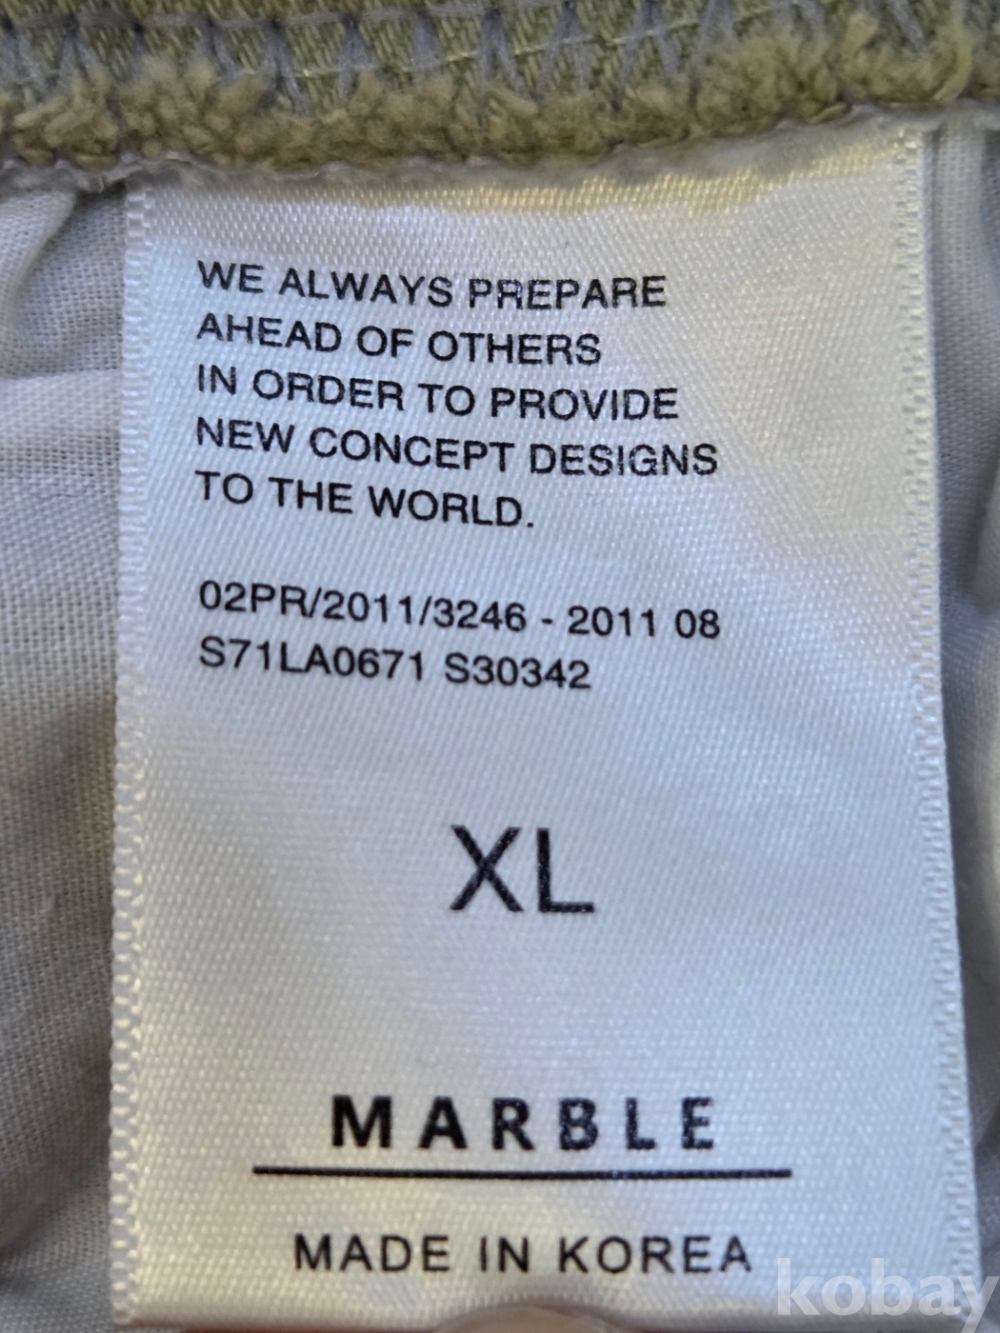 WE ALWAYS PREPARE
AHEAD OF OTHERS
IN ORDER TO PROVIDE
NEW CONCEPT DESIGNS
TO THE WORLD.
02PR/2011/3246 - 2011 08
S71LA0671 S30342
XL
MARBLE
MADE IN KOREA
kobay